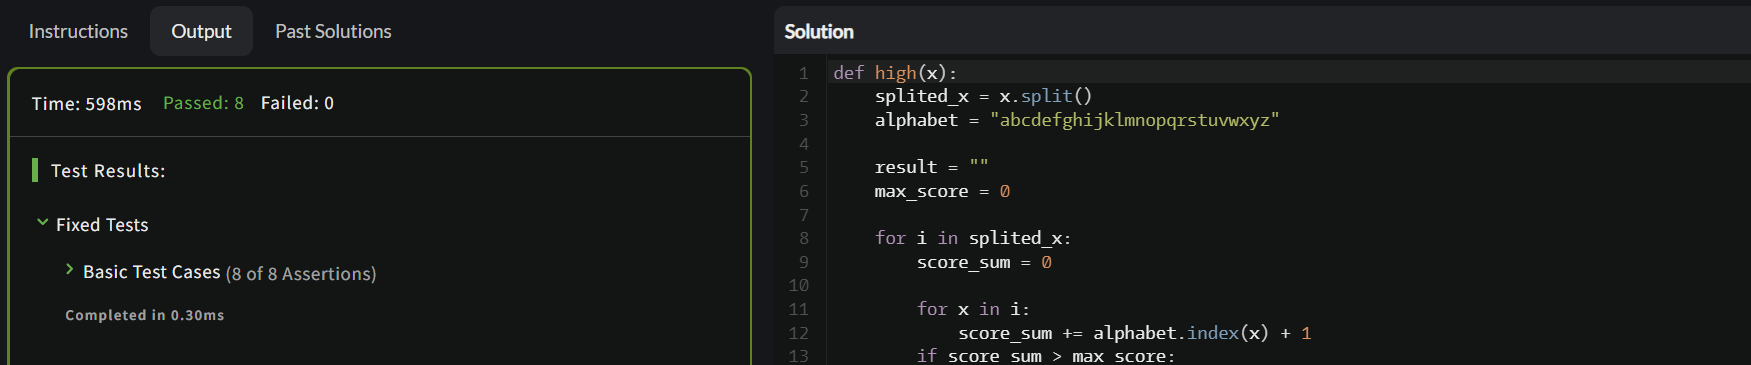 Instructions
Output
Past Solutions
Time: 598ms Passed: 8 Failed: 0
Test Results:
Fixed Tests
Basic Test Cases (8 of 8 Assertions)
Completed in 0.30ms
Solution
1 def high(x):
2     splited_x = x.split()
3     alphabet = "abcdefghijklmnopqrstuvwxyz"
4
5     result = ""
6     max_score = 0
7
8     for i in splited_x:
9         score_sum = 0
10
11         for x in i:
12             score_sum += alphabet.index(x) + 1
13         if score_sum > max_score: